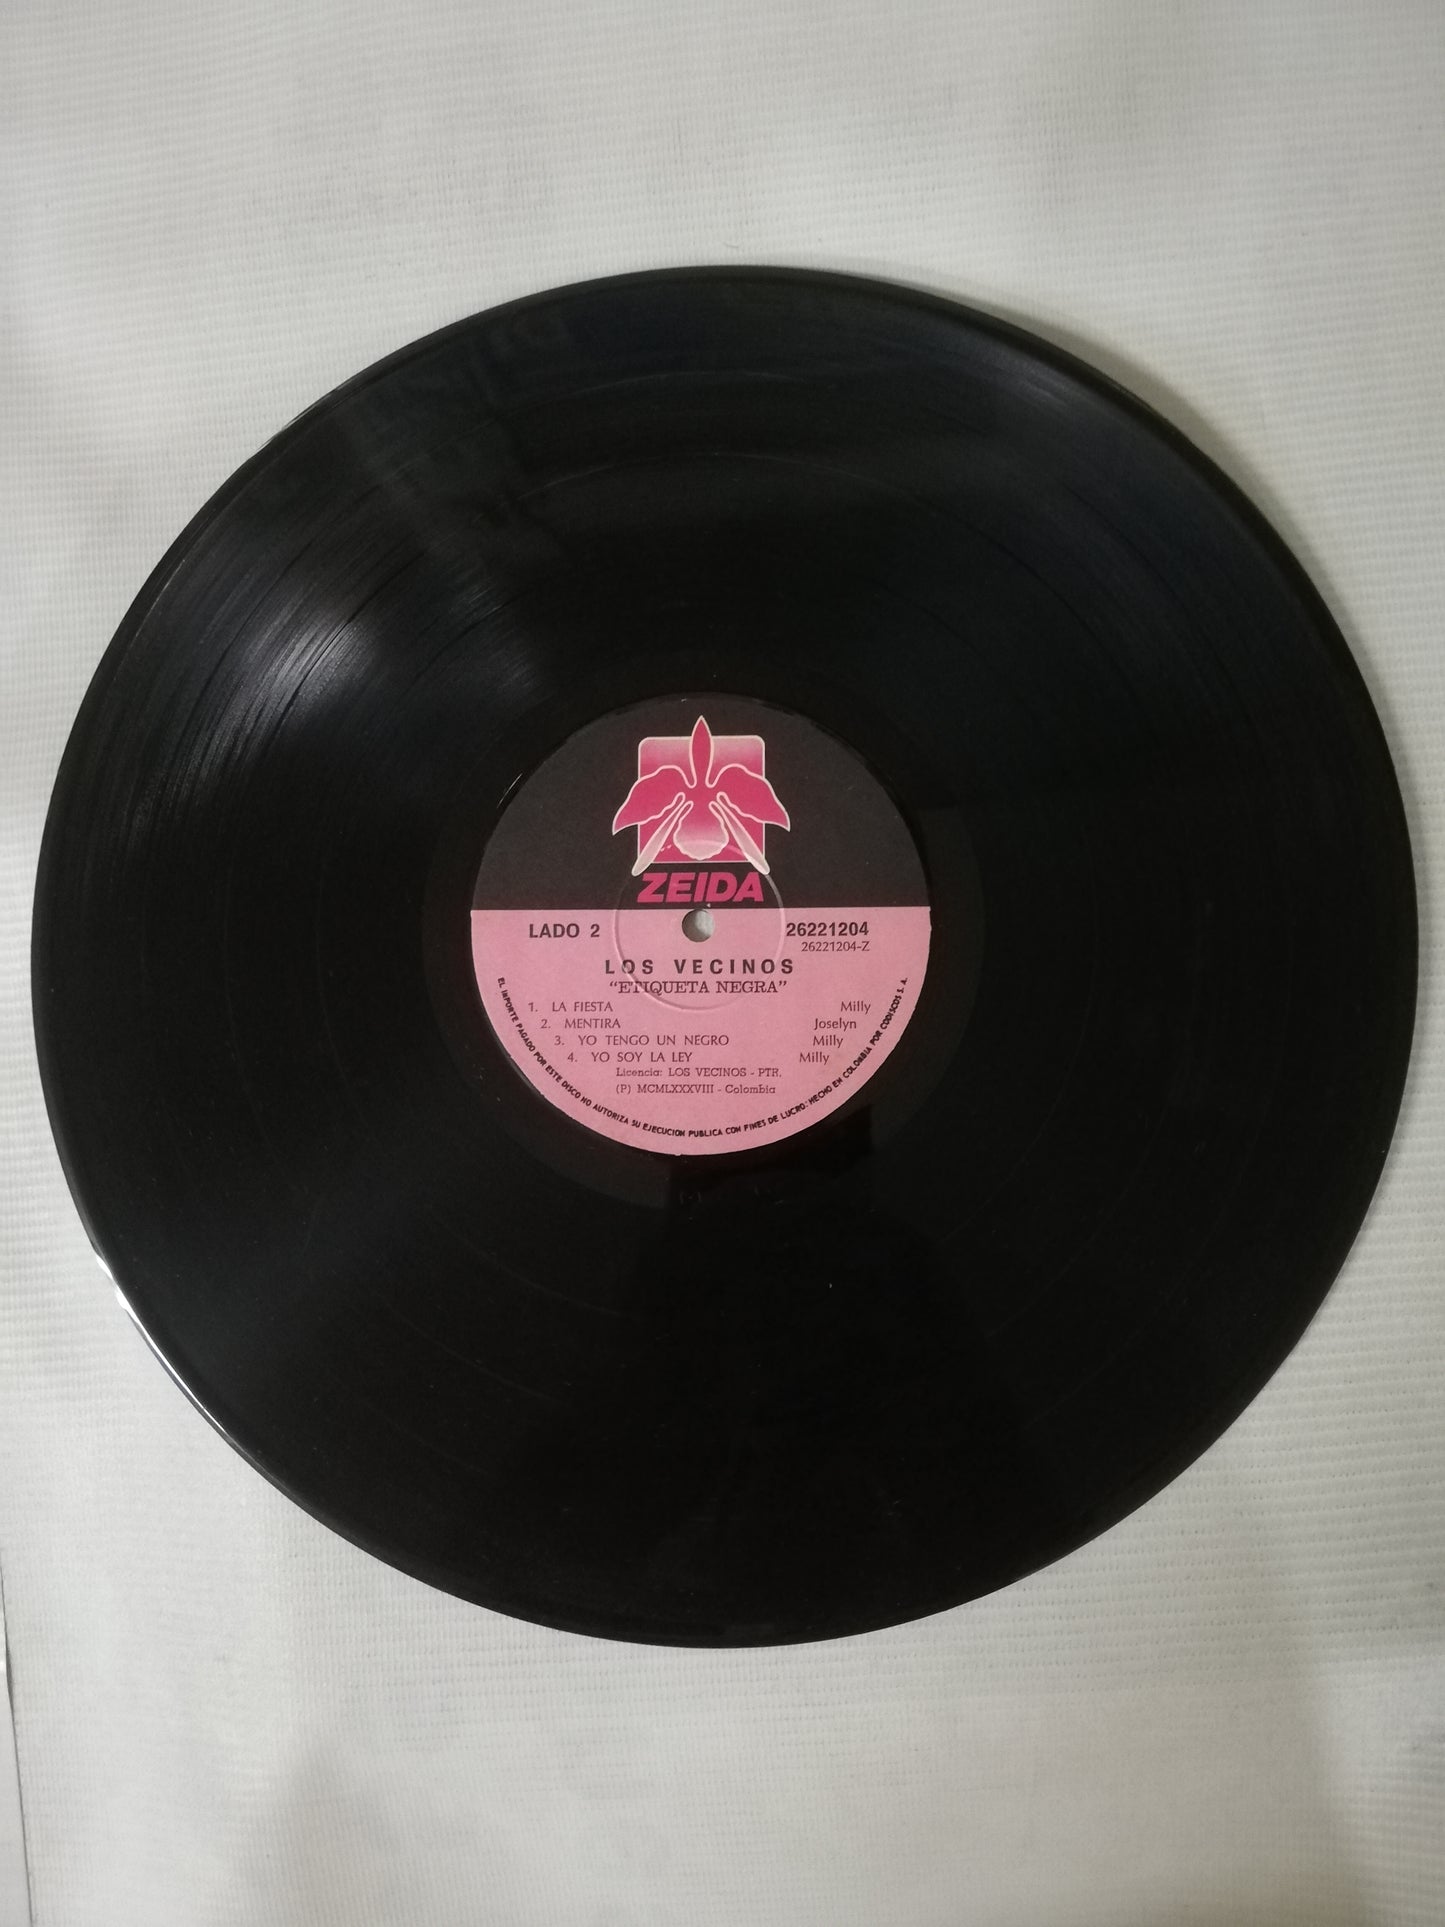 ZEIDA
LADO 2 26221204
26221204-Z
LOS VECINOS
"ETIQUETA NEGRA"
1. LA FIESTA Milly
2. MENTIRA Joselyn
3. YO TENGO UN NEGRO Milly
4. YO SOY LA LEY Milly
Licencia: LOS VECINOS - PTR.
(P) MCMLXXXVIII - Colombia
EL IMPORTE PAGADO POR ESTE DISCO NO AUTORIZA SU EJECUCION PUBLICA CON FINES DE LUCRO: HECHO EN COLOMBIA POR CODISCOS S. A.